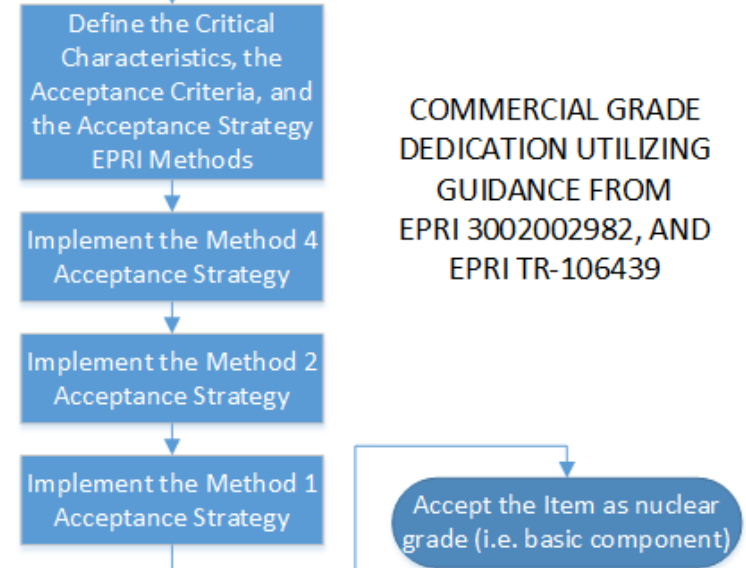 Define the Critical
Characteristics, the
Acceptance Criteria, and
the Acceptance Strategy
EPRI Methods
COMMERCIAL GRADE
DEDICATION UTILIZING
GUIDANCE FROM
EPRI 3002002982, AND
EPRI TR-106439
Implement the Method 4
Acceptance Strategy
Implement the Method 2
Acceptance Strategy
Implement the Method 1
Acceptance Strategy
Accept the Item as nuclear
grade (i.e. basic component)